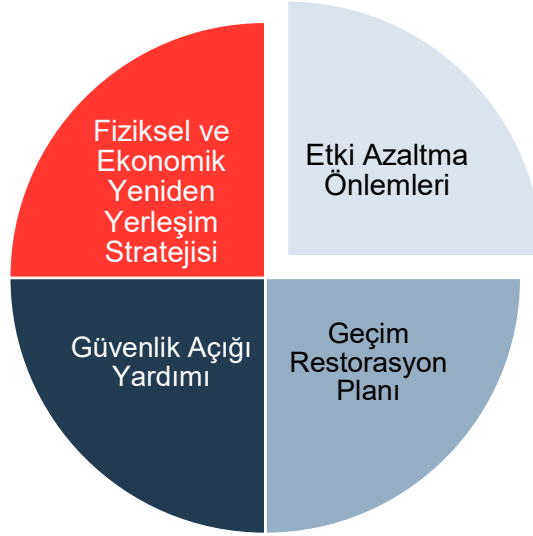 Fiziksel ve
Ekonomik
Yeniden
Yerleşim
Stratejisi
Etki Azaltma
Önlemleri
Güvenlik Açığı
Yardımı
Geçim
Restorasyon
Planı